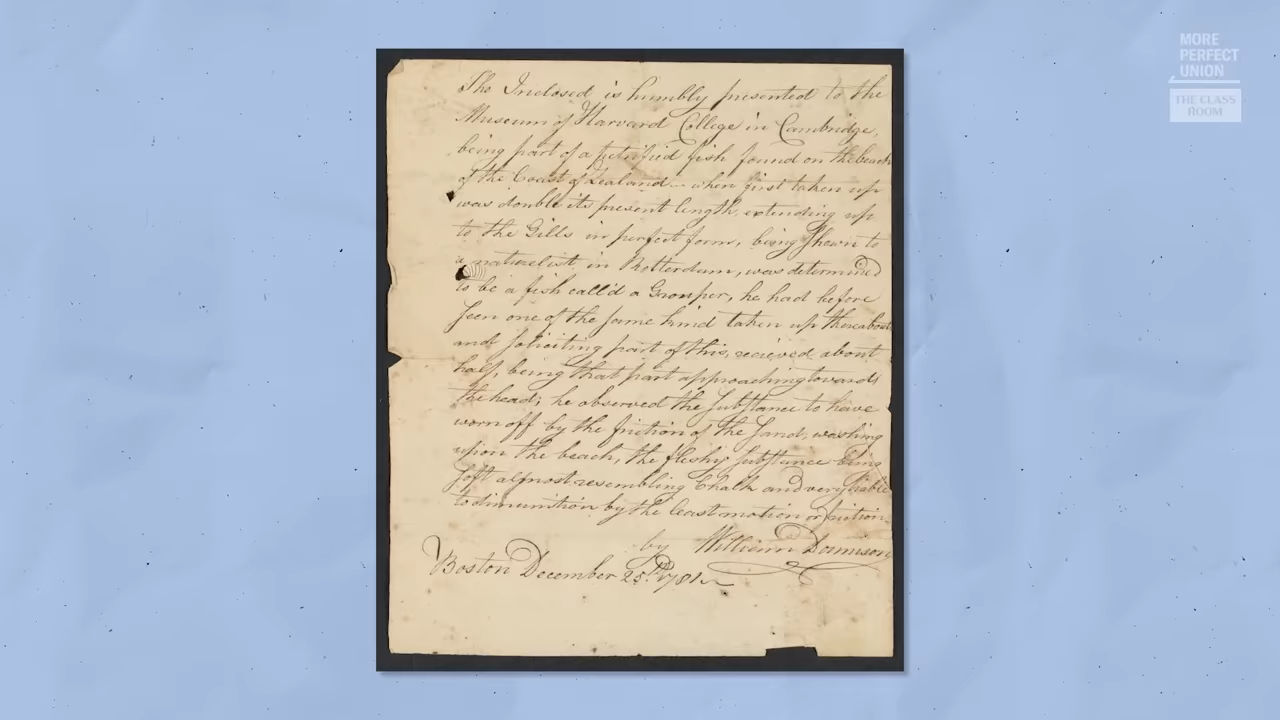 The Inclosed is humbly presented to the
Museum of Harvard College in Cambridge,
being part of a petrified fish found on the beach
of the Coast of Zealand — when first taken up
was double its present length, extending up
to the Gills in perfect form, being shewn to
a naturelist in Rotterdam, was determined
to be a fish call'd a Grouper, he had before
seen one of the same kind taken up thereabout
and soliciting part of this, recieved about
half, being that part approaching towards
the head; he observed the substance to have
worn off by the friction of the sand, washing
upon the beach, the fleshy substance being
soft almost resembling Chalk and very liable
to dimunition by the least motion or friction.
by William Donnison
Boston December 25th 1781
MORE
PERFECT
UNION
THE CLASS
ROOM